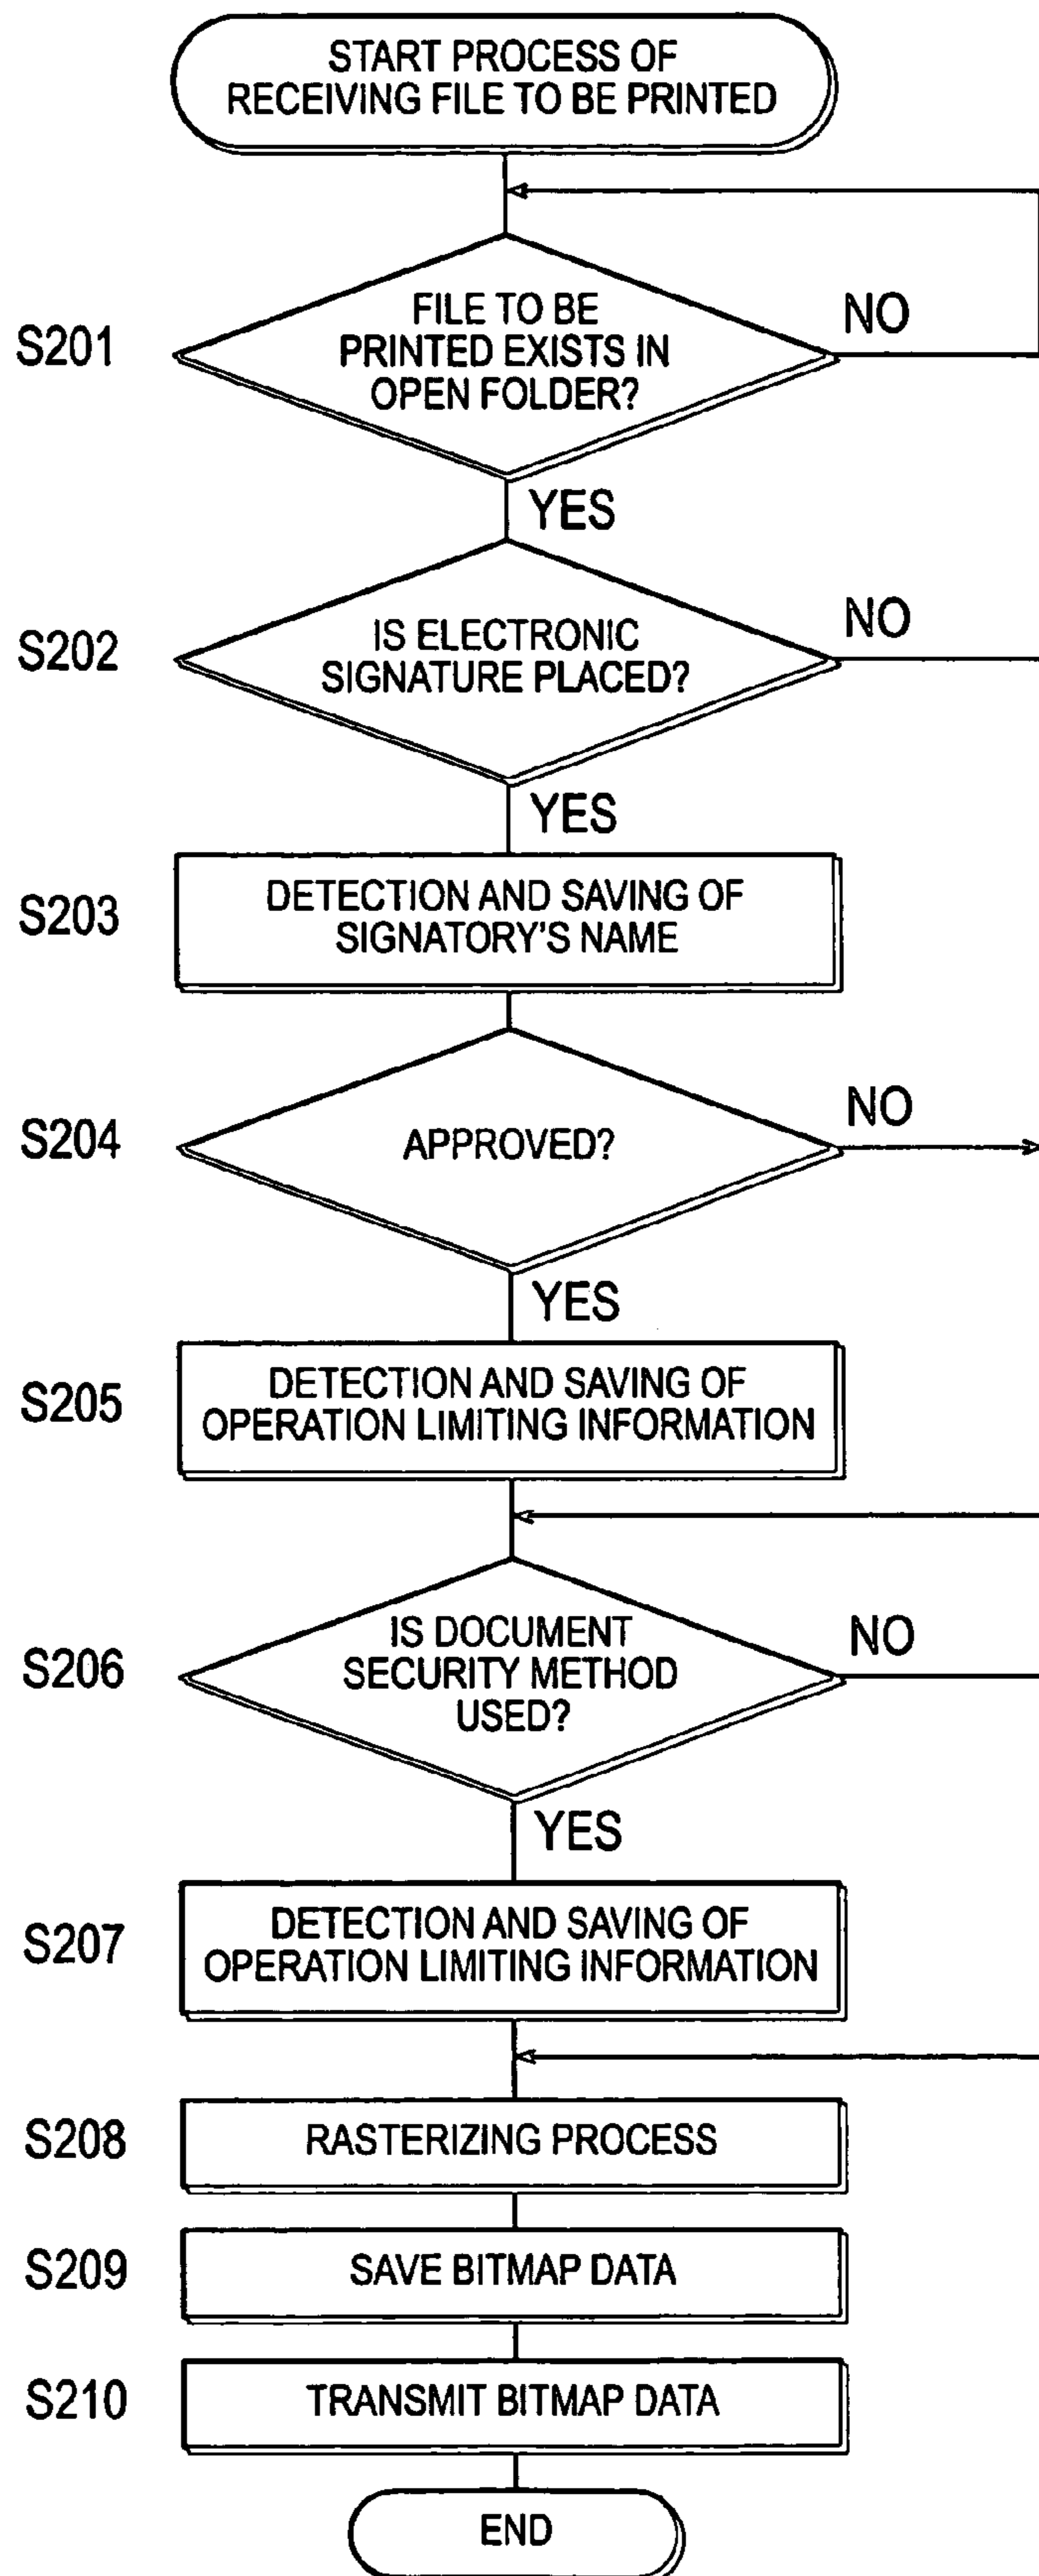 START PROCESS OF
RECEIVING FILE TO BE PRINTED
S201
FILE TO BE
PRINTED EXISTS IN
OPEN FOLDER?
NO
YES
S202
IS ELECTRONIC
SIGNATURE PLACED?
NO
YES
S203
DETECTION AND SAVING OF
SIGNATORY'S NAME
S204
APPROVED?
NO
YES
S205
DETECTION AND SAVING OF
OPERATION LIMITING INFORMATION
S206
IS DOCUMENT
SECURITY METHOD
USED?
NO
YES
S207
DETECTION AND SAVING OF
OPERATION LIMITING INFORMATION
S208
RASTERIZING PROCESS
S209
SAVE BITMAP DATA
S210
TRANSMIT BITMAP DATA
END